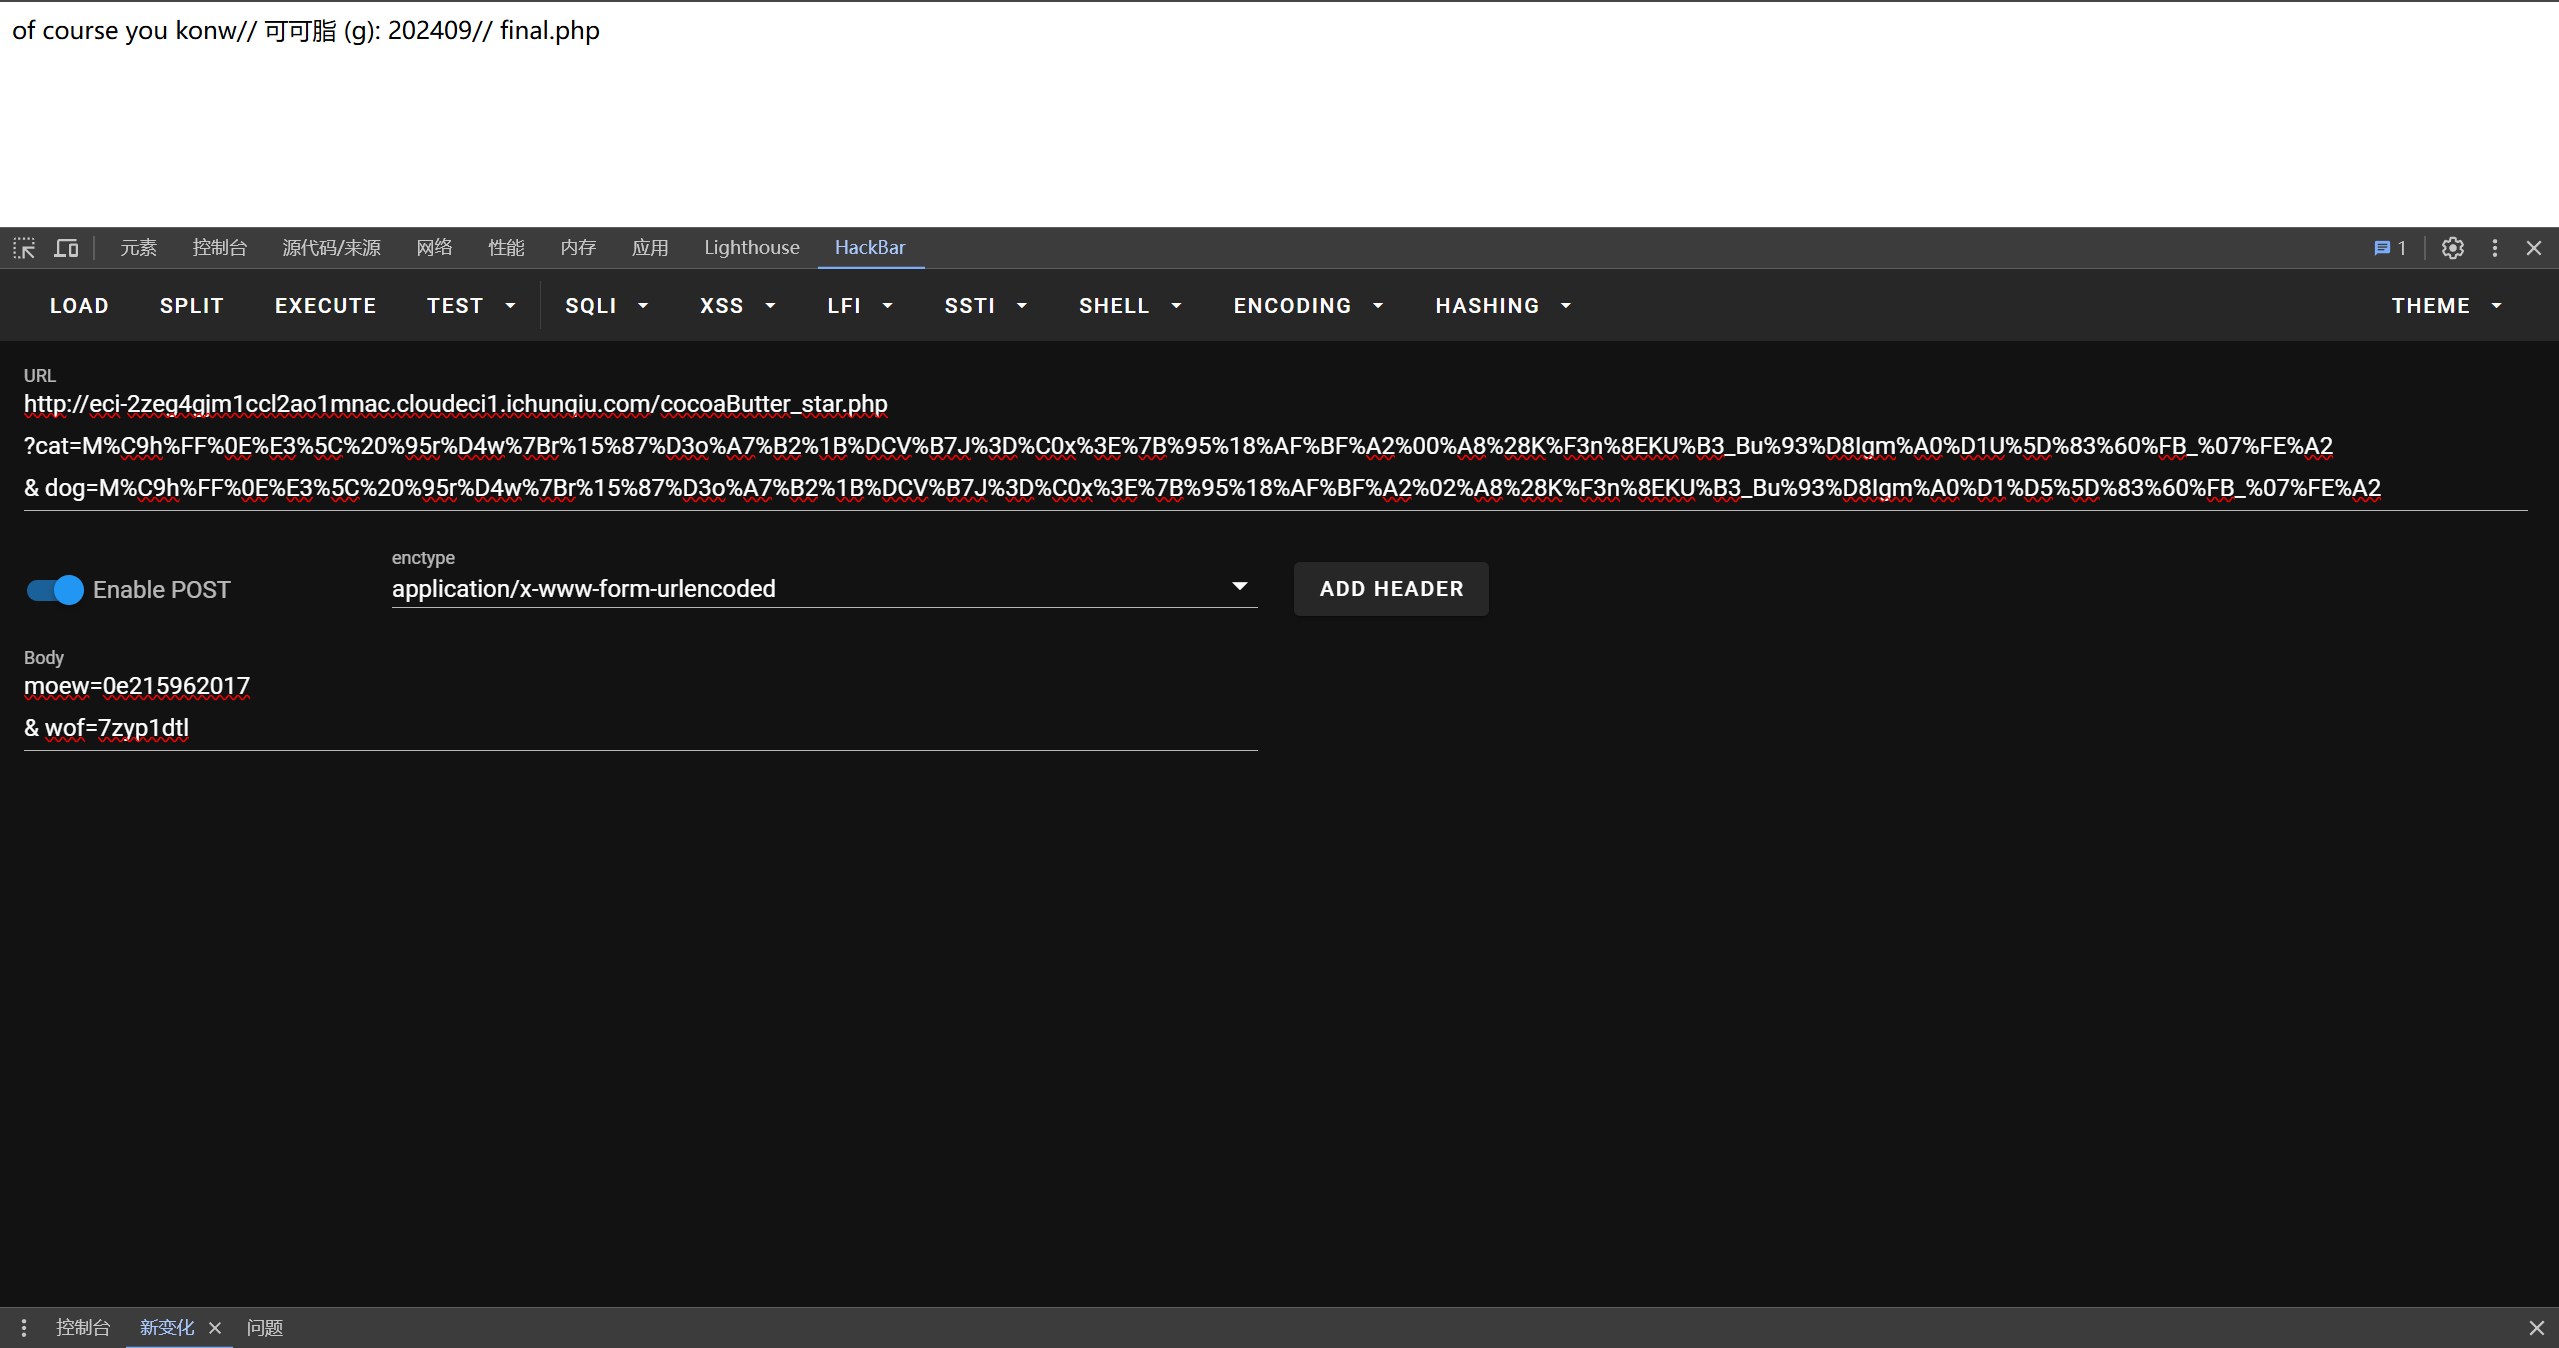 of course you konw// 可可脂 (g): 202409// final.php
元素 控制台 源代码/来源 网络 性能 内存 应用 Lighthouse HackBar 1
LOAD SPLIT EXECUTE TEST SQLI XSS LFI SSTI SHELL ENCODING HASHING THEME
URL
http://eci-2zeg4gjm1ccl2ao1mnac.cloudeci1.ichunqiu.com/cocoaButter_star.php
?cat=M%C9h%FF%0E%E3%5C%20%95r%D4w%7Br%15%87%D3o%A7%B2%1B%DCV%B7J%3D%C0x%3E%7B%95%18%AF%BF%A2%00%A8%28K%F3n%8EKU%B3_Bu%93%D8Igm%A0%D1U%5D%83%60%FB_%07%FE%A2
& dog=M%C9h%FF%0E%E3%5C%20%95r%D4w%7Br%15%87%D3o%A7%B2%1B%DCV%B7J%3D%C0x%3E%7B%95%18%AF%BF%A2%02%A8%28K%F3n%8EKU%B3_Bu%93%D8Igm%A0%D1%D5%5D%83%60%FB_%07%FE%A2
Enable POST
enctype
application/x-www-form-urlencoded
ADD HEADER
Body
moew=0e215962017
& wof=7zyp1dtl
控制台 新变化 问题